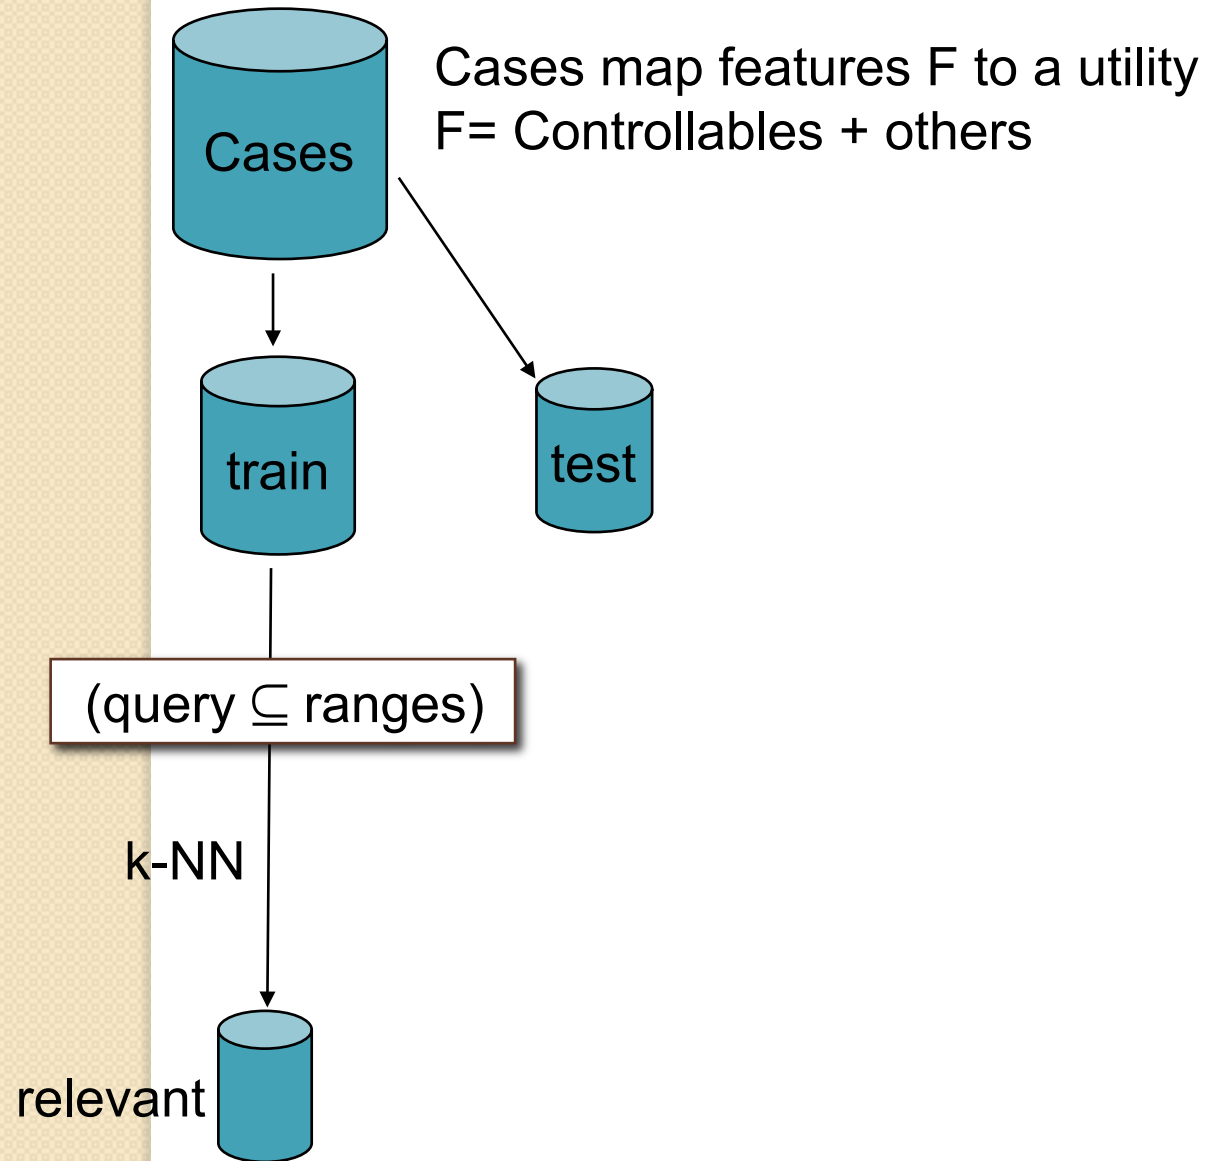 Cases map features F to a utility
F= Controllables + others
Cases
train
test
(query ⊆ ranges)
k-NN
relevant